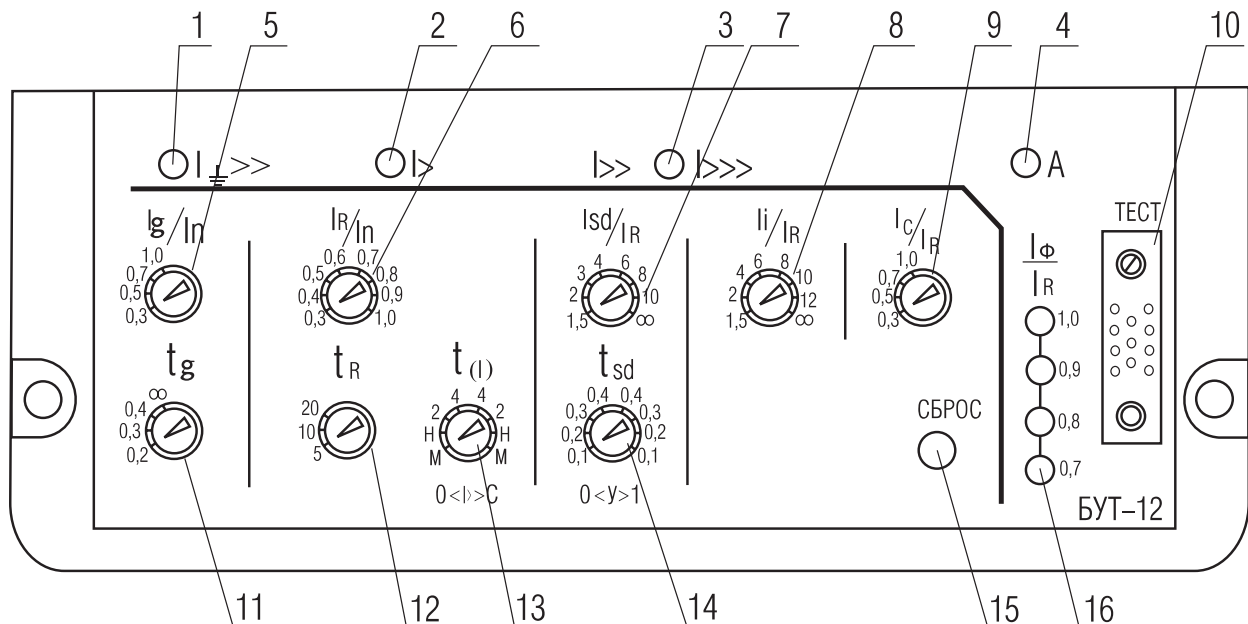 1 5 2 6 3 7 8 9 4 10
I ⏚ >> I> I>> I>>> A
Ig/In IR/In Isd/IR Ii/IR IC/IR ТЕСТ
0,3 0,5 0,7 1,0
0,3 0,4 0,5 0,6 0,7 0,8 0,9 1,0
1,5 2 3 4 6 8 10 ∞
1,5 2 4 6 8 10 12 ∞
0,3 0,5 0,7 1,0
IФ/IR
1,0
0,9
0,8
0,7
tg tR t(I) tsd
0,2 0,3 0,4 ∞
5 10 20
М Н 2 4 4 2 Н М
0,1 0,2 0,3 0,4 0,4 0,3 0,2 0,1
0<I>>C 0<У>1
СБРОС
БУТ–12
11 12 13 14 15 16